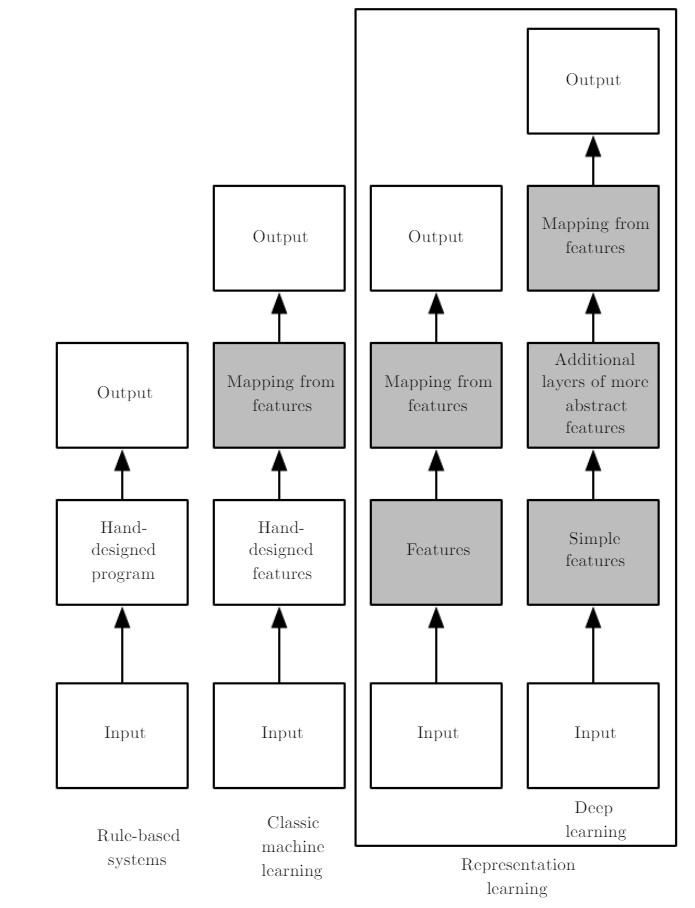 Output
Output
Output
Mapping from
features
Output
Mapping from
features
Mapping from
features
Additional
layers of more
abstract
features
Hand-
designed
program
Hand-
designed
features
Features
Simple
features
Input
Input
Input
Input
Rule-based
systems
Classic
machine
learning
Deep
learning
Representation
learning